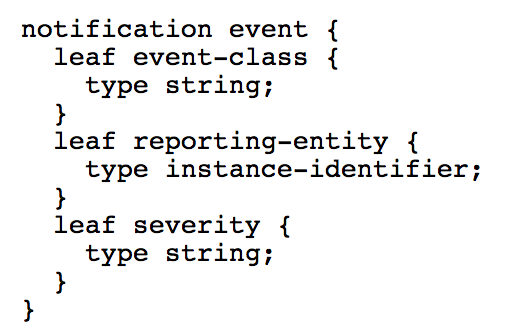 notification event {
  leaf event-class {
    type string;
  }
  leaf reporting-entity {
    type instance-identifier;
  }
  leaf severity {
    type string;
  }
}